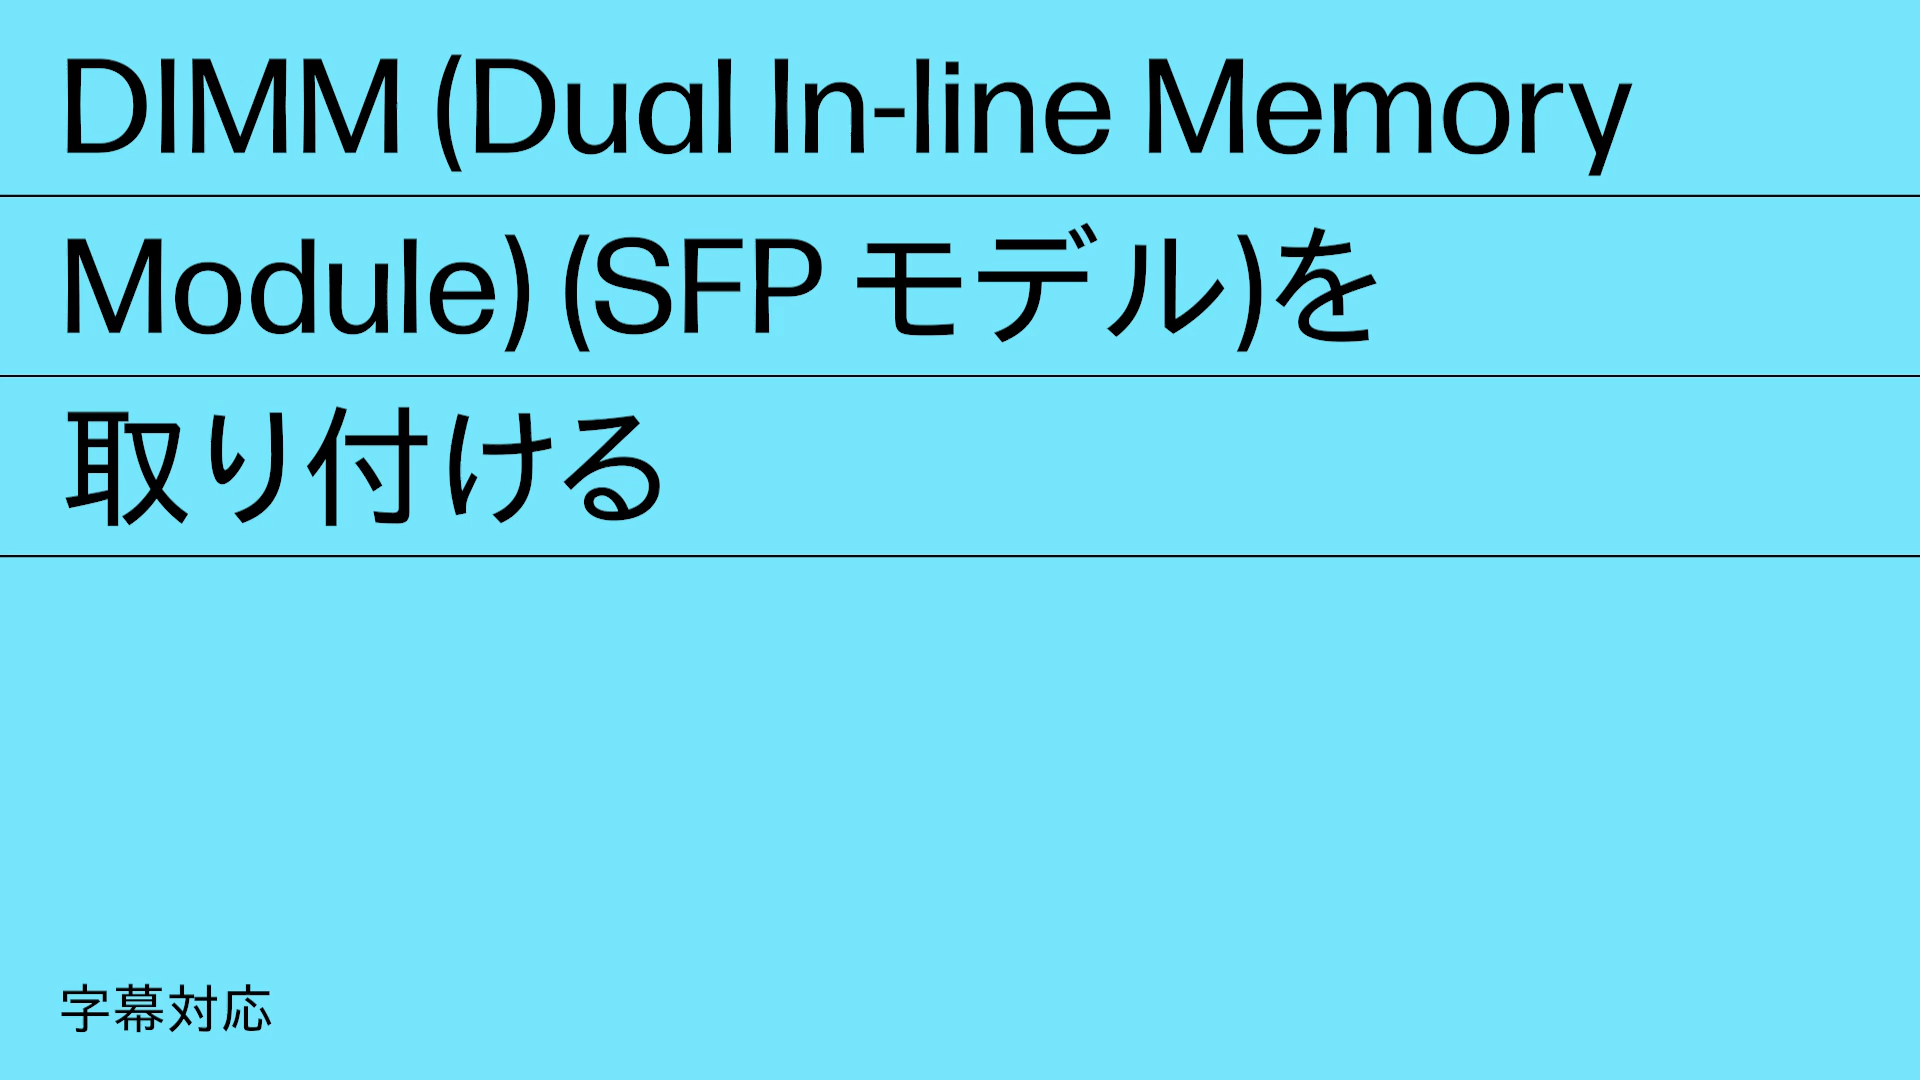 DIMM (Dual In-line Memory
Module) (SFP モデル)を
取り付ける
字幕対応